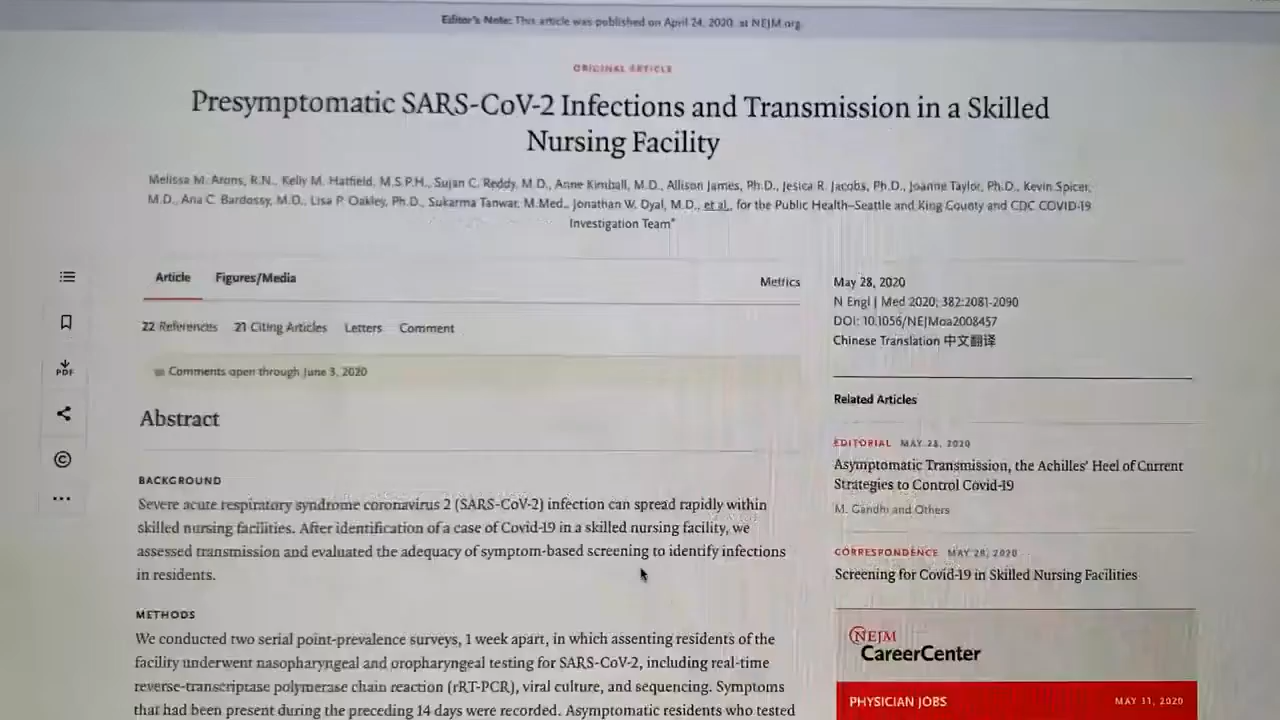 Editor's Note: This article was published on April 24, 2020, at NEJM.org.
ORIGINAL ARTICLE
Presymptomatic SARS-CoV-2 Infections and Transmission in a Skilled
Nursing Facility
Melissa M. Arons, R.N., Kelly M. Hatfield, M.S.P.H., Sujan C. Reddy, M.D., Anne Kimball, M.D., Allison James, Ph.D., Jesica R. Jacobs, Ph.D., Joanne Taylor, Ph.D., Kevin Spicer,
M.D., Ana C. Bardossy, M.D., Lisa P. Oakley, Ph.D., Sukarma Tanwar, M.Med., Jonathan W. Dyal, M.D., et al., for the Public Health–Seattle and King County and CDC COVID-19
Investigation Team*
Article Figures/Media
Metrics
22 References 21 Citing Articles Letters Comment
Comments open through June 3, 2020
PDF
Abstract
BACKGROUND
Severe acute respiratory syndrome coronavirus 2 (SARS-CoV-2) infection can spread rapidly within
skilled nursing facilities. After identification of a case of Covid-19 in a skilled nursing facility, we
assessed transmission and evaluated the adequacy of symptom-based screening to identify infections
in residents.
METHODS
We conducted two serial point-prevalence surveys, 1 week apart, in which assenting residents of the
facility underwent nasopharyngeal and oropharyngeal testing for SARS-CoV-2, including real-time
reverse-transcriptase polymerase chain reaction (rRT-PCR), viral culture, and sequencing. Symptoms
that had been present during the preceding 14 days were recorded. Asymptomatic residents who tested
May 28, 2020
N Engl J Med 2020; 382:2081-2090
DOI: 10.1056/NEJMoa2008457
Chinese Translation 中文翻译
Related Articles
EDITORIAL MAY 28, 2020
Asymptomatic Transmission, the Achilles' Heel of Current
Strategies to Control Covid-19
M. Gandhi and Others
CORRESPONDENCE MAY 28, 2020
Screening for Covid-19 in Skilled Nursing Facilities
NEJM
CareerCenter
PHYSICIAN JOBS MAY 31, 2020